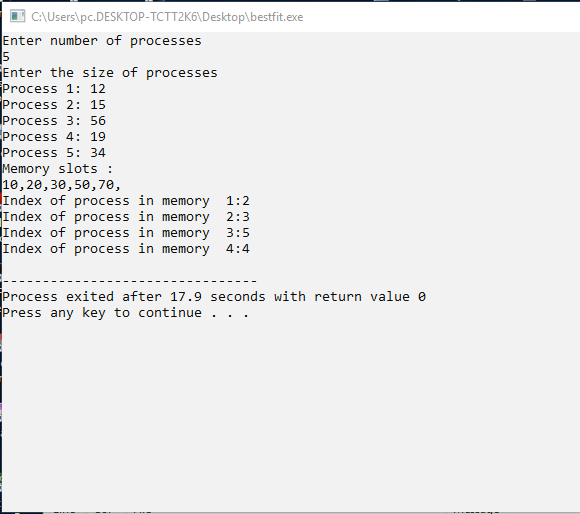 C:\Users\pc.DESKTOP-TCTT2K6\Desktop\bestfit.exe
Enter number of processes
5
Enter the size of processes
Process 1: 12
Process 2: 15
Process 3: 56
Process 4: 19
Process 5: 34
Memory slots :
10,20,30,50,70,
Index of process in memory  1:2
Index of process in memory  2:3
Index of process in memory  3:5
Index of process in memory  4:4
--------------------------------
Process exited after 17.9 seconds with return value 0
Press any key to continue . . .